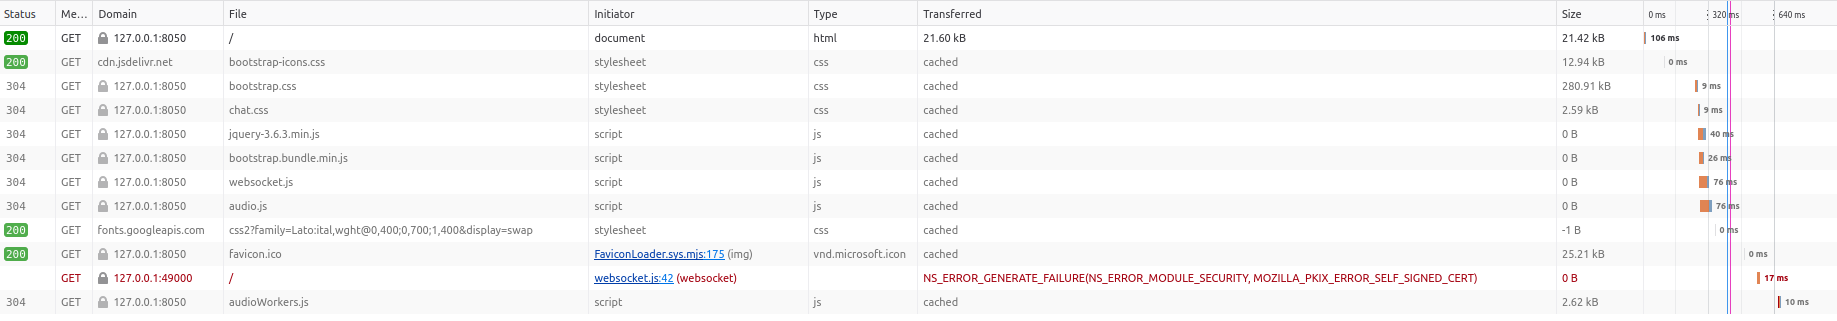 Status Me... Domain File Initiator Type Transferred Size 0 ms 320 ms 640 ms
200 GET 127.0.0.1:8050 / document html 21.60 kB 21.42 kB 106 ms
200 GET cdn.jsdelivr.net bootstrap-icons.css stylesheet css cached 12.94 kB 0 ms
304 GET 127.0.0.1:8050 bootstrap.css stylesheet css cached 280.91 kB 9 ms
304 GET 127.0.0.1:8050 chat.css stylesheet css cached 2.59 kB 9 ms
304 GET 127.0.0.1:8050 jquery-3.6.3.min.js script js cached 0 B 40 ms
304 GET 127.0.0.1:8050 bootstrap.bundle.min.js script js cached 0 B 26 ms
304 GET 127.0.0.1:8050 websocket.js script js cached 0 B 76 ms
304 GET 127.0.0.1:8050 audio.js script js cached 0 B 76 ms
200 GET fonts.googleapis.com css2?family=Lato:ital,wght@0,400;0,700;1,400&display=swap stylesheet css cached -1 B 0 ms
200 GET 127.0.0.1:8050 favicon.ico FaviconLoader.sys.mjs:175 (img) vnd.microsoft.icon cached 25.21 kB 0 ms
GET 127.0.0.1:49000 / websocket.js:42 (websocket) NS_ERROR_GENERATE_FAILURE(NS_ERROR_MODULE_SECURITY, MOZILLA_PKIX_ERROR_SELF_SIGNED_CERT) 0 B 17 ms
304 GET 127.0.0.1:8050 audioWorkers.js script js cached 2.62 kB 10 ms